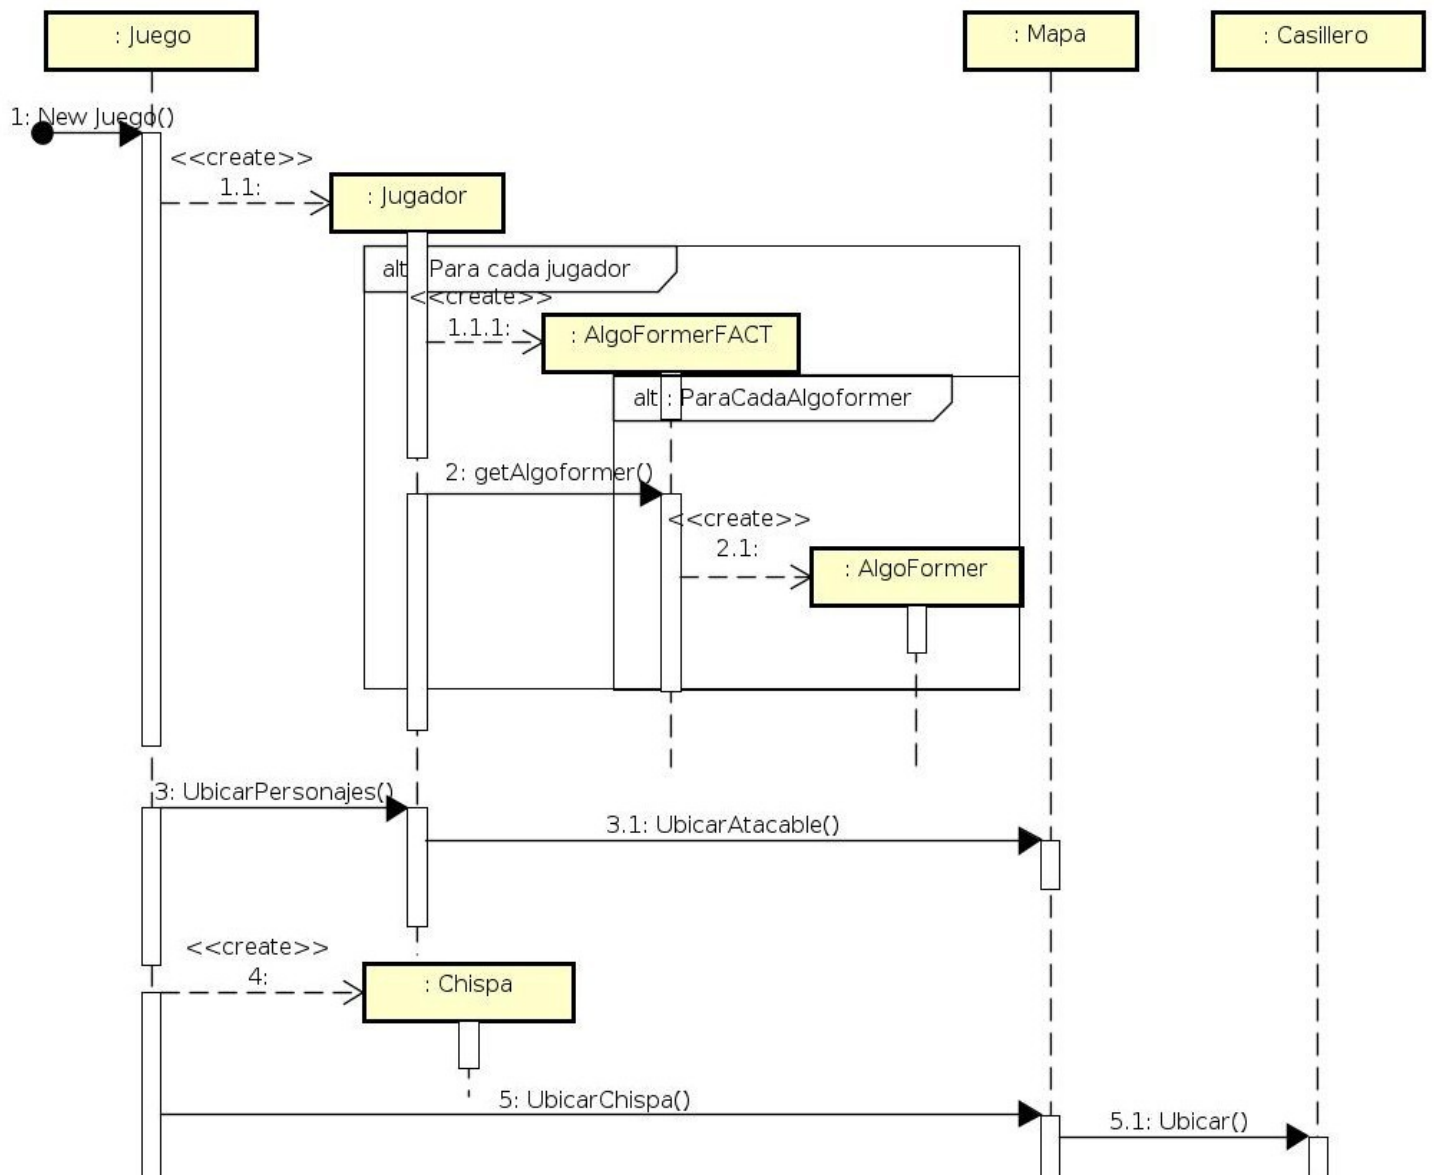 : Juego
: Mapa
: Casillero
1: New Juego()
<<create>>
1.1:
: Jugador
alt : Para cada jugador
<<create>>
1.1.1:
: AlgoFormerFACT
alt : ParaCadaAlgoformer
2: getAlgoformer()
<<create>>
2.1:
: AlgoFormer
3: UbicarPersonajes()
3.1: UbicarAtacable()
<<create>>
4:
: Chispa
5: UbicarChispa()
5.1: Ubicar()